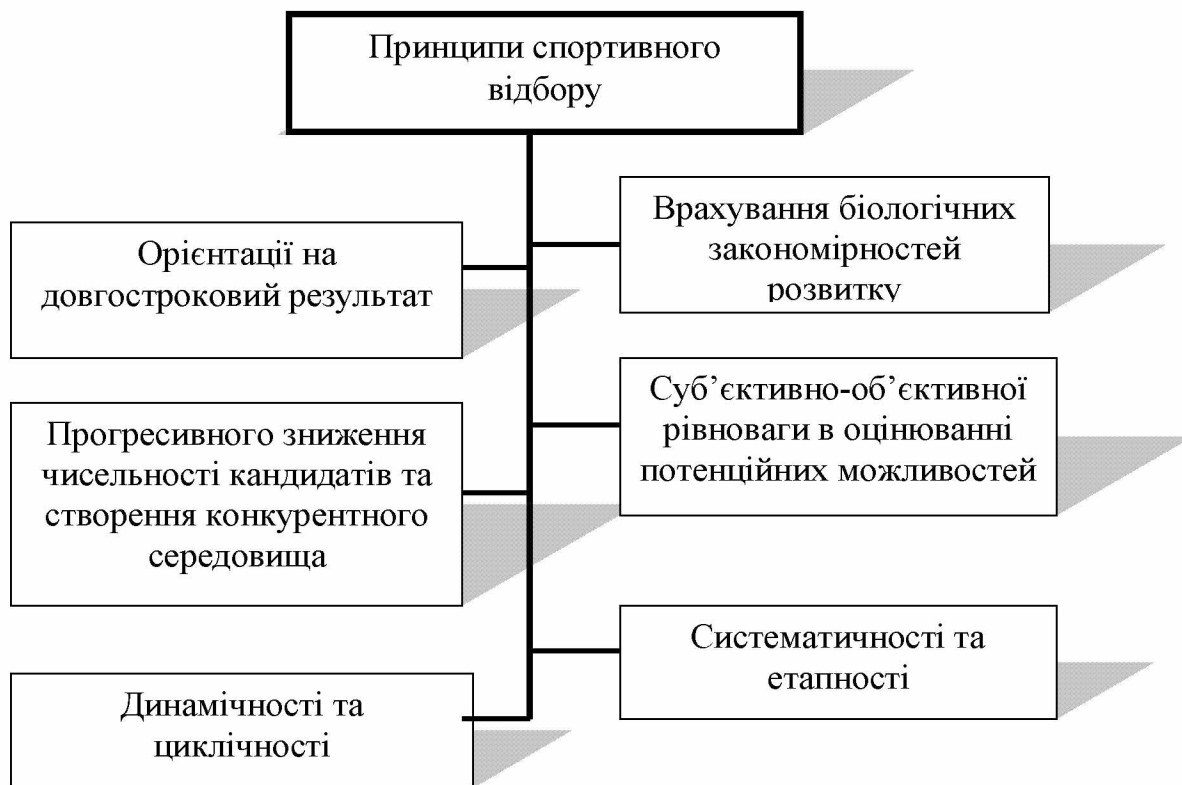 Принципи спортивного
відбору
Орієнтації на
довгостроковий результат
Врахування біологічних
закономірностей
розвитку
Прогресивного зниження
чисельності кандидатів та
створення конкурентного
середовища
Суб’єктивно-об’єктивної
рівноваги в оцінюванні
потенційних можливостей
Динамічності та
циклічності
Систематичності та
етапності